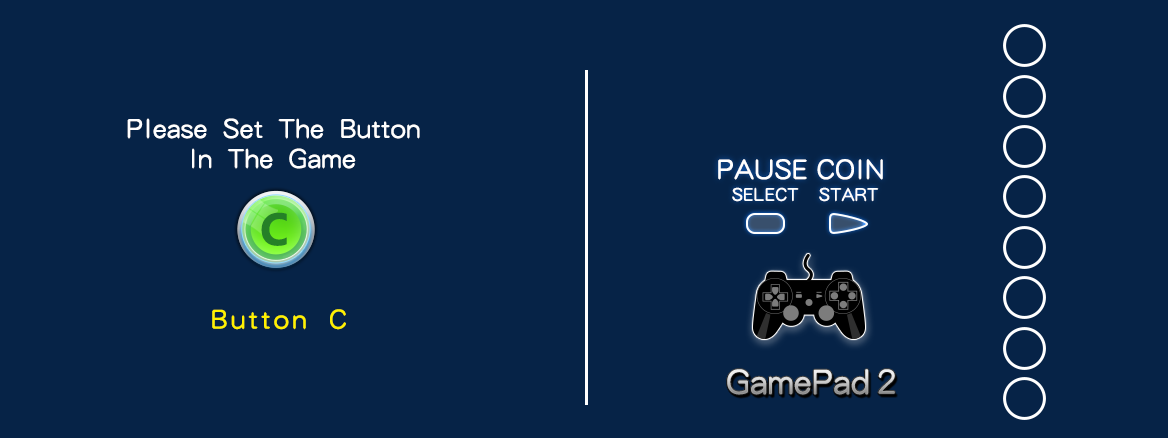 Please Set The Button
In The Game
C
Button C
PAUSE COIN
SELECT START
GamePad 2